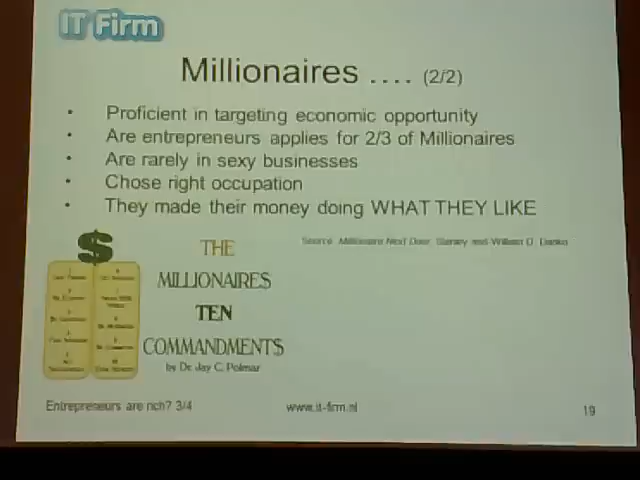 IT Firm
Millionaires .... (2/2)
• Proficient in targeting economic opportunity
• Are entrepreneurs applies for 2/3 of Millionaires
• Are rarely in sexy businesses
• Chose right occupation
• They made their money doing WHAT THEY LIKE
Source: Millionaire Next Door, Stanley and William D. Danko
$
THE
MILLIONAIRES
TEN
COMMANDMENTS
by Dr. Jay C. Polmar
Entrepreneurs are rich? 3/4
www.it-firm.nl
19